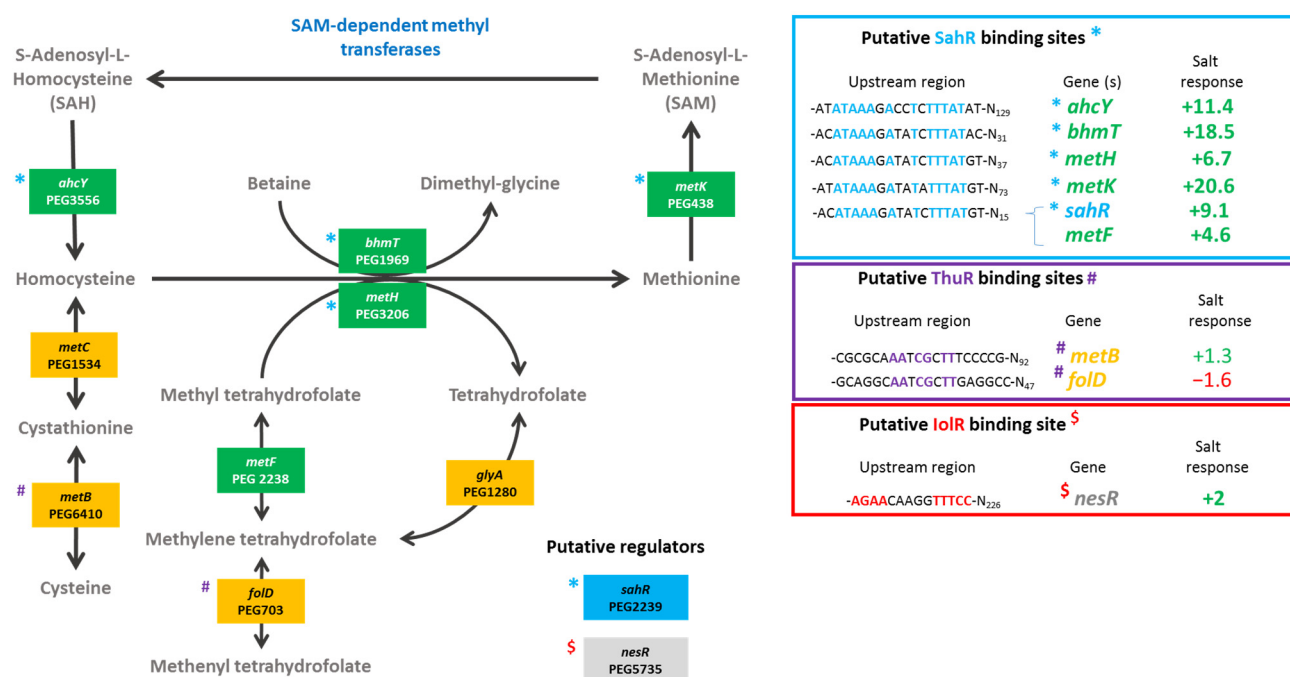 SAM-dependent methyl
transferases
S-Adenosyl-L-
Homocysteine
(SAH)
S-Adenosyl-L-
Methionine
(SAM)
* ahcY
PEG3556
Betaine
Dimethyl-glycine
* metK
PEG438
* bhmT
PEG1969
Homocysteine
Methionine
* metH
PEG3206
metC
PEG1534
Methyl tetrahydrofolate
Tetrahydrofolate
Cystathionine
metF
PEG 2238
glyA
PEG1280
# metB
PEG6410
Methylene tetrahydrofolate
Cysteine
# folD
PEG703
Methenyl tetrahydrofolate
Putative regulators
* sahR
PEG2239
$ nesR
PEG5735
Putative SahR binding sites *
Salt
Upstream region Gene (s) response
-ATATAAAGACCTCTTTATAT-N129 * ahcY +11.4
-ACATAAAGATATCTTTATAC-N31 * bhmT +18.5
-ACATAAAGATATCTTTATGT-N37 * metH +6.7
-ATATAAAGATATATTTATGT-N73 * metK +20.6
-ACATAAAGATATCTTTATGT-N15 * sahR +9.1
metF +4.6
Putative ThuR binding sites #
Salt
Upstream region Gene response
-CGCGCAAATCGCTTTCCCCG-N92 # metB +1.3
-GCAGGCAATCGCTTGAGGCC-N47 # folD −1.6
Putative IolR binding site $
Salt
Upstream region Gene response
-AGAACAAGGTTTCC-N226 $ nesR +2